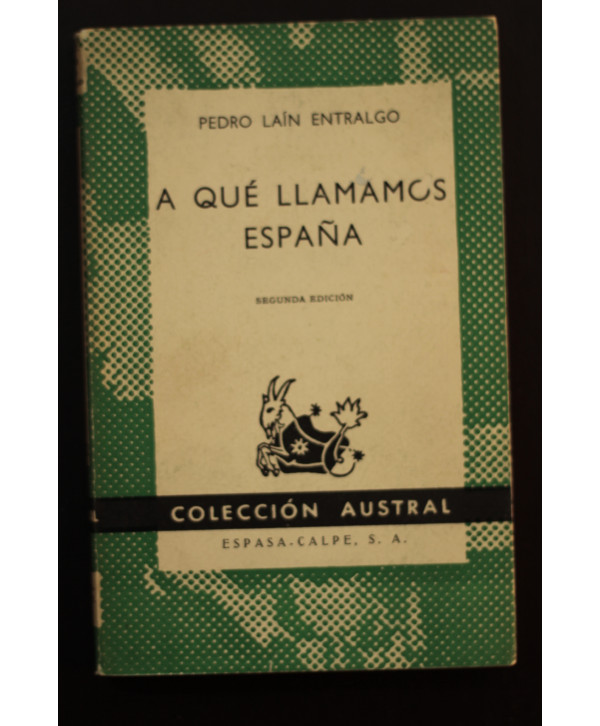 PEDRO LAÍN ENTRALGO
A QUÉ LLAMAMOS
ESPAÑA
SEGUNDA EDICIÓN
COLECCIÓN AUSTRAL
ESPASA-CALPE, S. A.